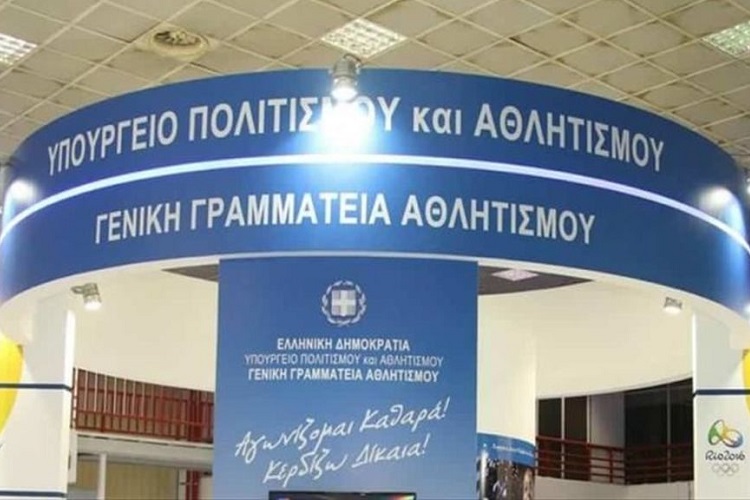 ΥΠΟΥΡΓΕΙΟ ΠΟΛΙΤΙΣΜΟΥ και ΑΘΛΗΤΙΣΜΟΥ
ΓΕΝΙΚΗ ΓΡΑΜΜΑΤΕΙΑ ΑΘΛΗΤΙΣΜΟΥ
ΕΛΛΗΝΙΚΗ ΔΗΜΟΚΡΑΤΙΑ
ΥΠΟΥΡΓΕΙΟ ΠΟΛΙΤΙΣΜΟΥ και ΑΘΛΗΤΙΣΜΟΥ
ΓΕΝΙΚΗ ΓΡΑΜΜΑΤΕΙΑ ΑΘΛΗΤΙΣΜΟΥ
Αγωνίζομαι Καθαρά!
Κερδίζω Δίκαια!
Rio2016